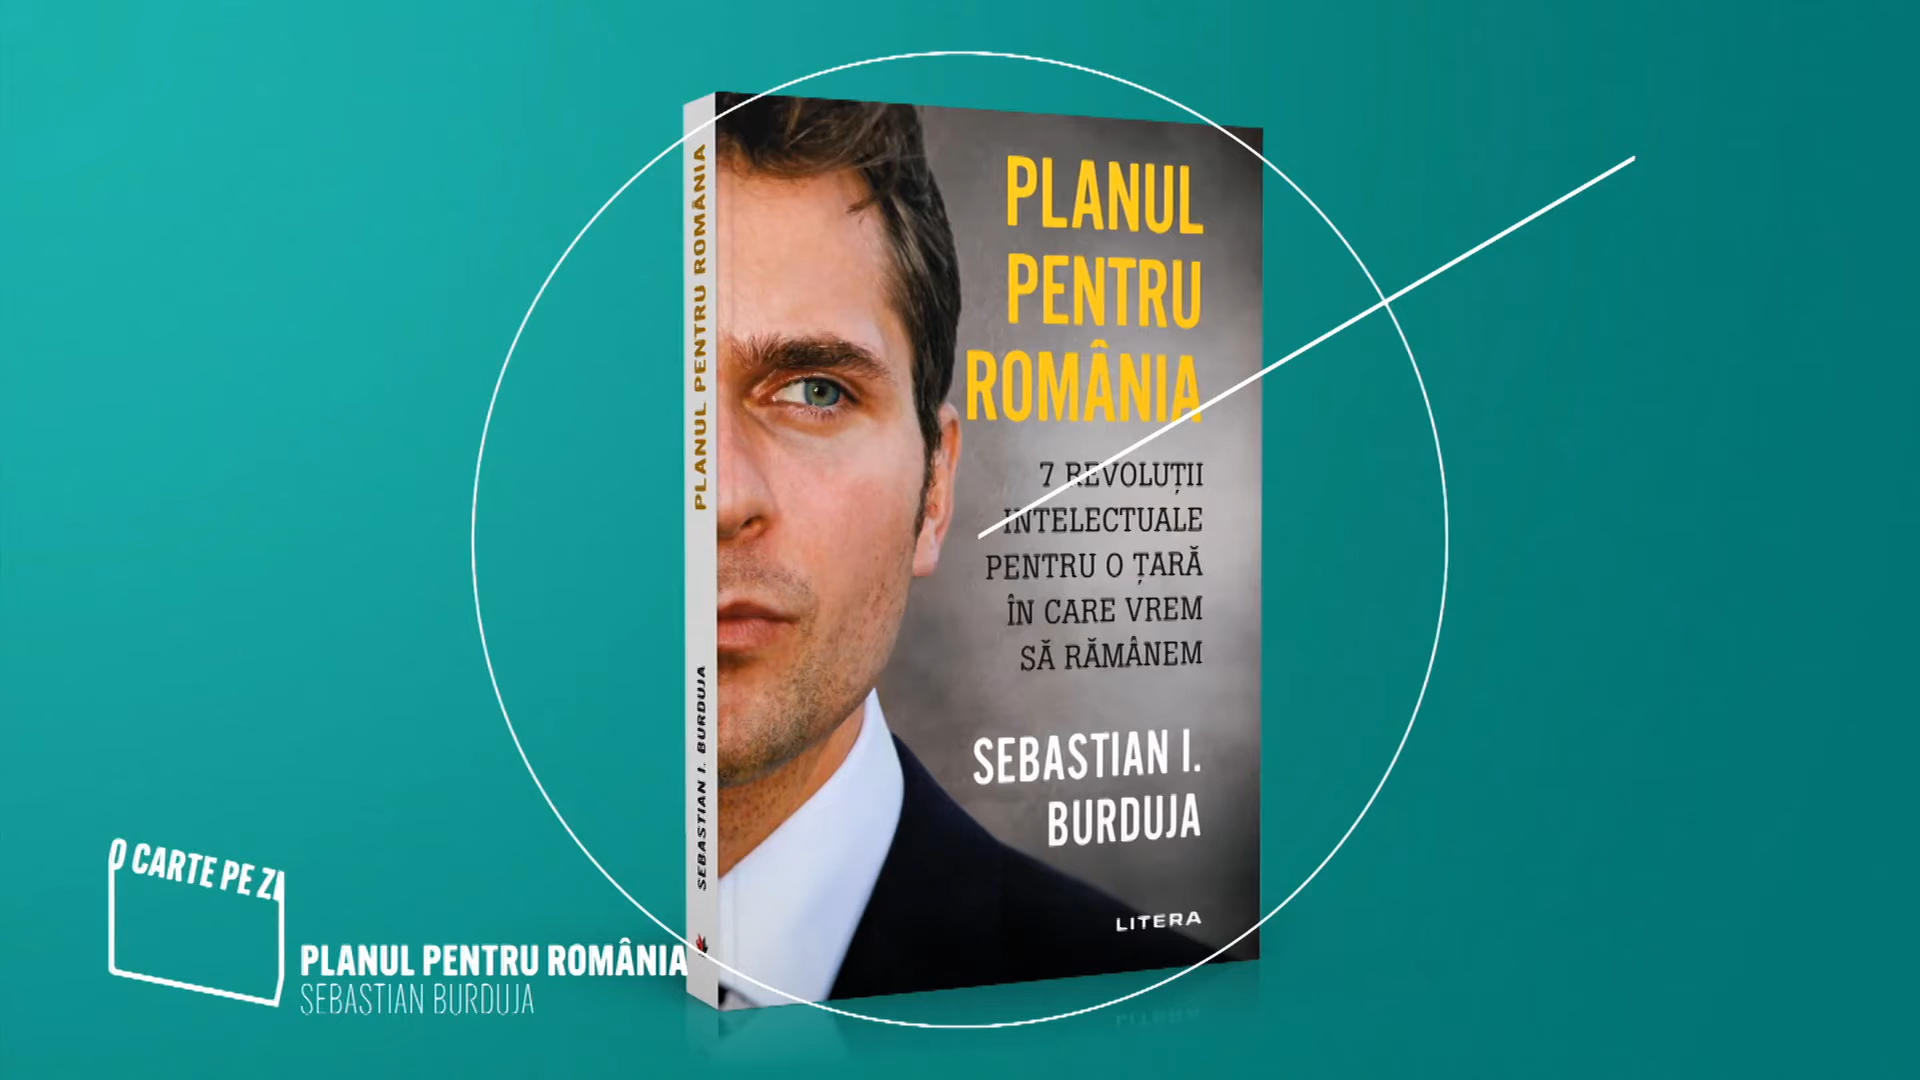 PLANUL PENTRU ROMÂNIA
SEBASTIAN I. BURDUJA
PLANUL
PENTRU
ROMÂNIA
7 REVOLUȚII
INTELECTUALE
PENTRU O ȚARĂ
ÎN CARE VREM
SĂ RĂMÂNEM
SEBASTIAN I.
BURDUJA
LITERA
O CARTE PE ZI
PLANUL PENTRU ROMÂNIA
SEBASTIAN BURDUJA